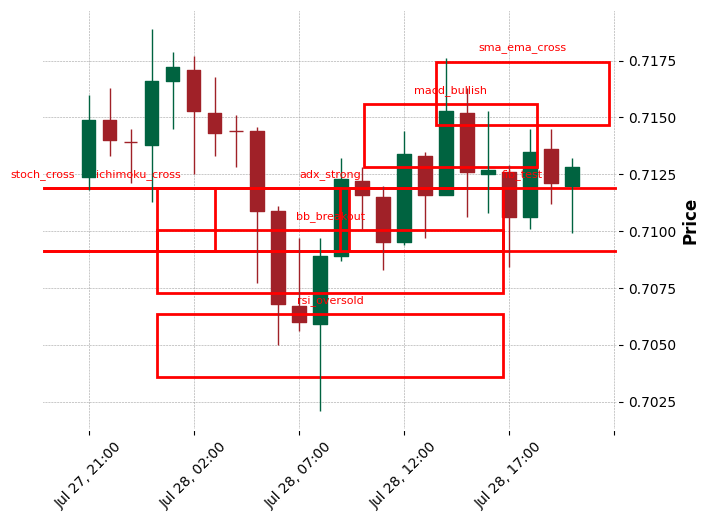 sma_ema_cross
0.7175
macd_bullish
0.7150
stoch_cross
ichimoku_cross
adx_strong
0.7125
bb_breakout
0.7100
Price
0.7075
rsi_oversold
0.7050
0.7025
Jul 27, 21:00
Jul 28, 02:00
Jul 28, 07:00
Jul 28, 12:00
Jul 28, 17:00